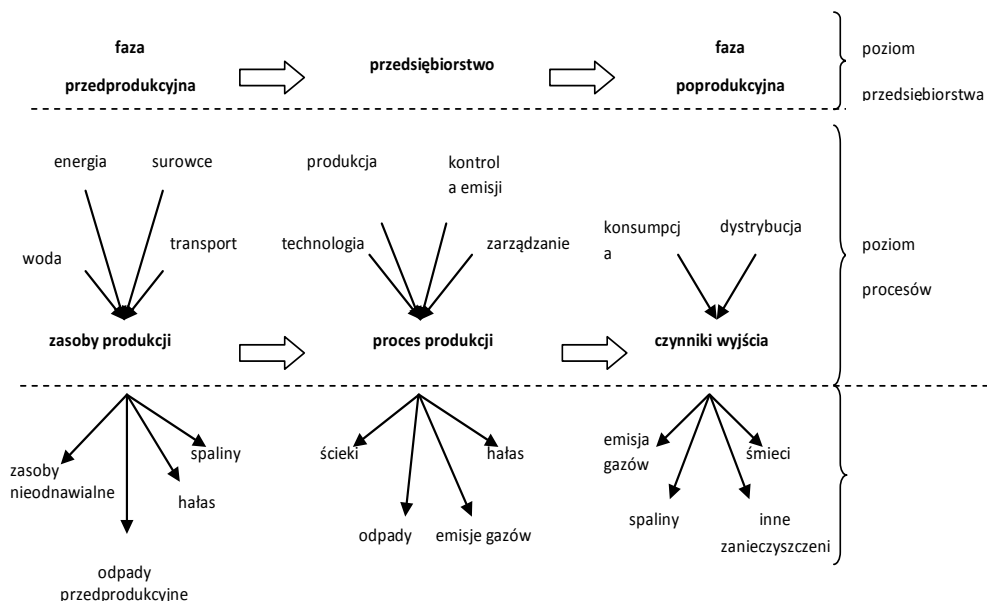 faza
przedprodukcyjna
przedsiębiorstwo
faza
poprodukcyjna
poziom
przedsiebiorstwa
energia
surowce
produkcja
kontrol
a emisji
woda
transport
technologia
zarządzanie
konsumpcj
a
dystrybucja
poziom
procesów
zasoby produkcji
proces produkcji
czynniki wyjścia
zasoby
nieodnawialne
spaliny
hałas
odpady
przedprodukcyjne
ścieki
hałas
odpady
emisje gazów
emisja
gazów
śmieci
spaliny
inne
zanieczyszczeni